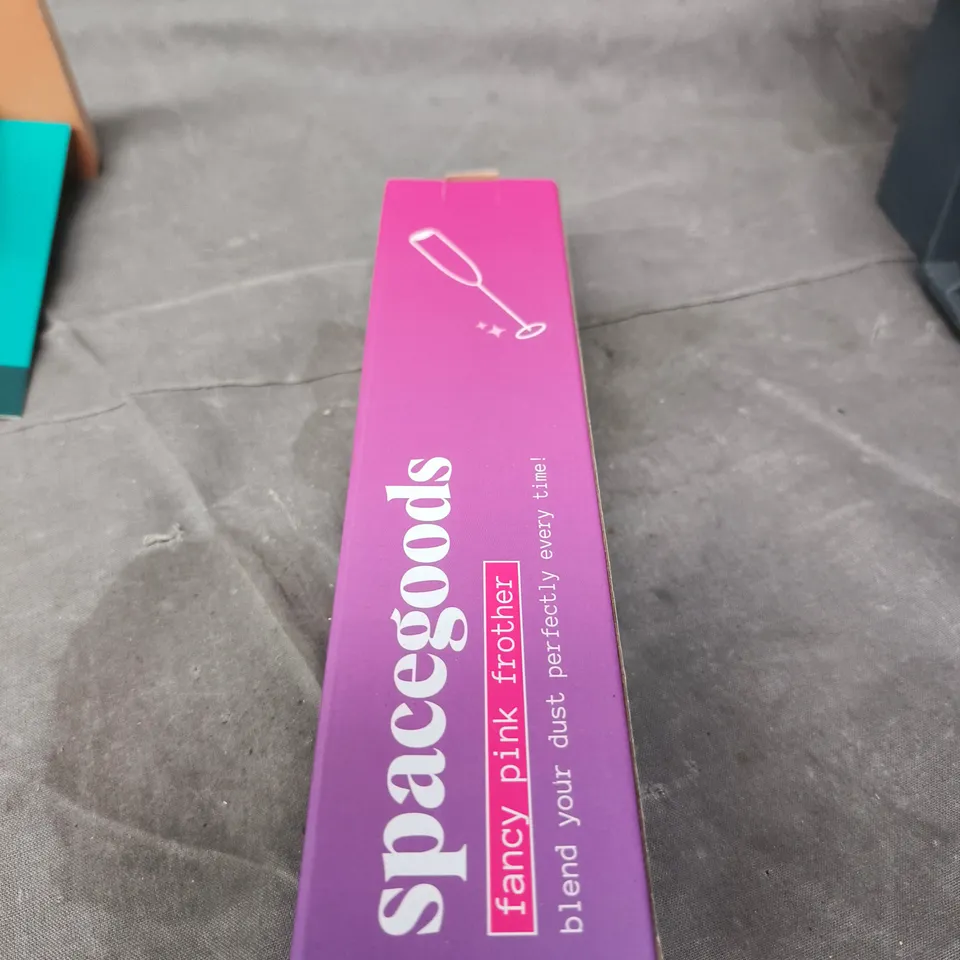 spacegoods
fancy pink frother
blend your dust perfectly every time!